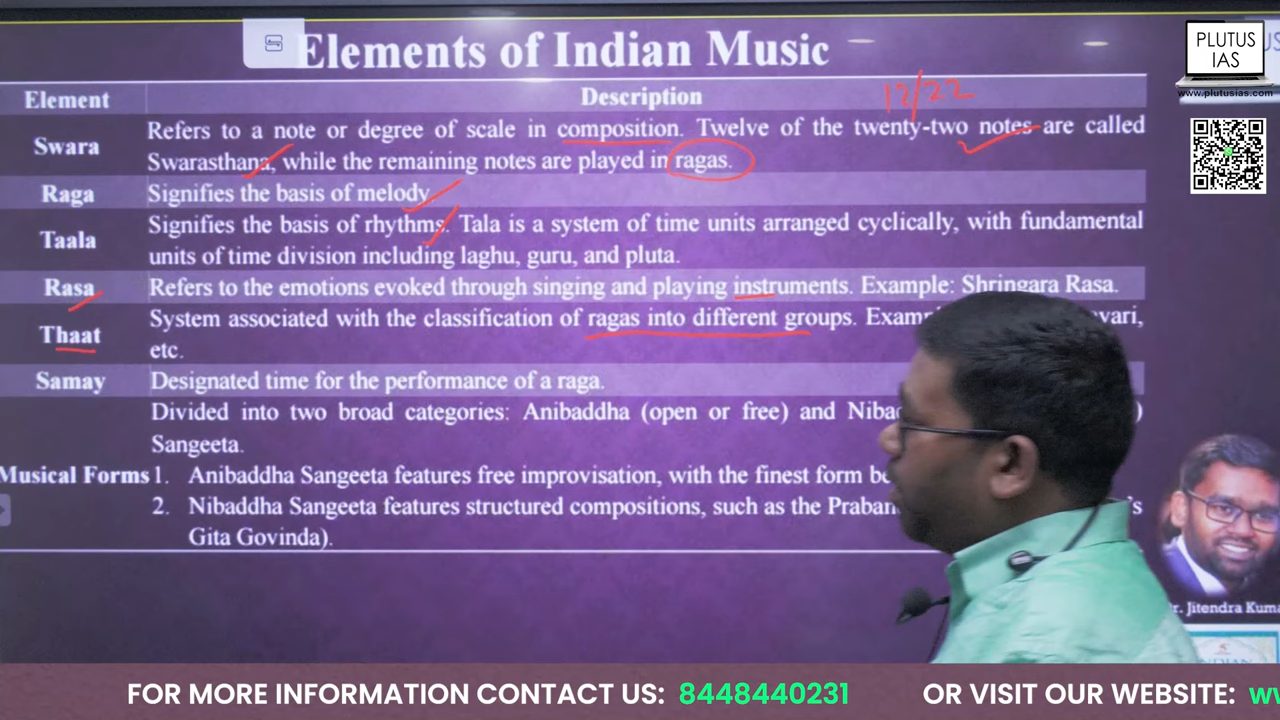 Elements of Indian Music
PLUTUS
IAS
www.plutusias.com
Element Description
12/22
Swara Refers to a note or degree of scale in composition. Twelve of the twenty-two notes are called
Swarasthana, while the remaining notes are played in ragas.
Raga Signifies the basis of melody
Taala Signifies the basis of rhythms. Tala is a system of time units arranged cyclically, with fundamental
units of time division including laghu, guru, and pluta.
Rasa Refers to the emotions evoked through singing and playing instruments. Example: Shringara Rasa.
Thaat System associated with the classification of ragas into different groups.
etc.
Samay Designated time for the performance of a raga.
Divided into two broad categories: Anibaddha (open or free) and
Sangeeta.
Musical Forms 1. Anibaddha Sangeeta features free improvisation, with the finest form
2. Nibaddha Sangeeta features structured compositions, such as the
Gita Govinda).
r. Jitendra Kuma
FOR MORE INFORMATION CONTACT US: 8448440231 OR VISIT OUR WEBSITE: